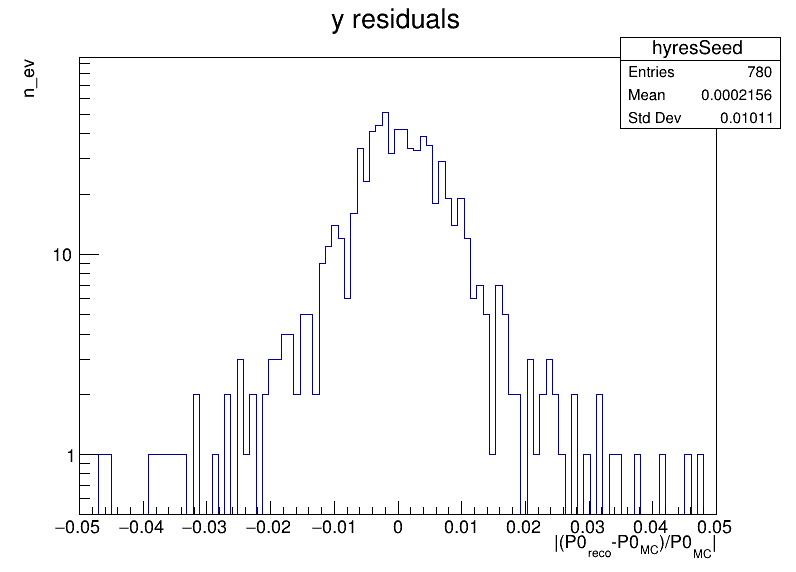 y residuals
hyresSeed
Entries 780
Mean 0.0002156
Std Dev 0.01011
n_ev
10
1
−0.05 −0.04 −0.03 −0.02 −0.01 0 0.01 0.02 0.03 0.04 0.05
|(P0reco-P0MC)/P0MC|